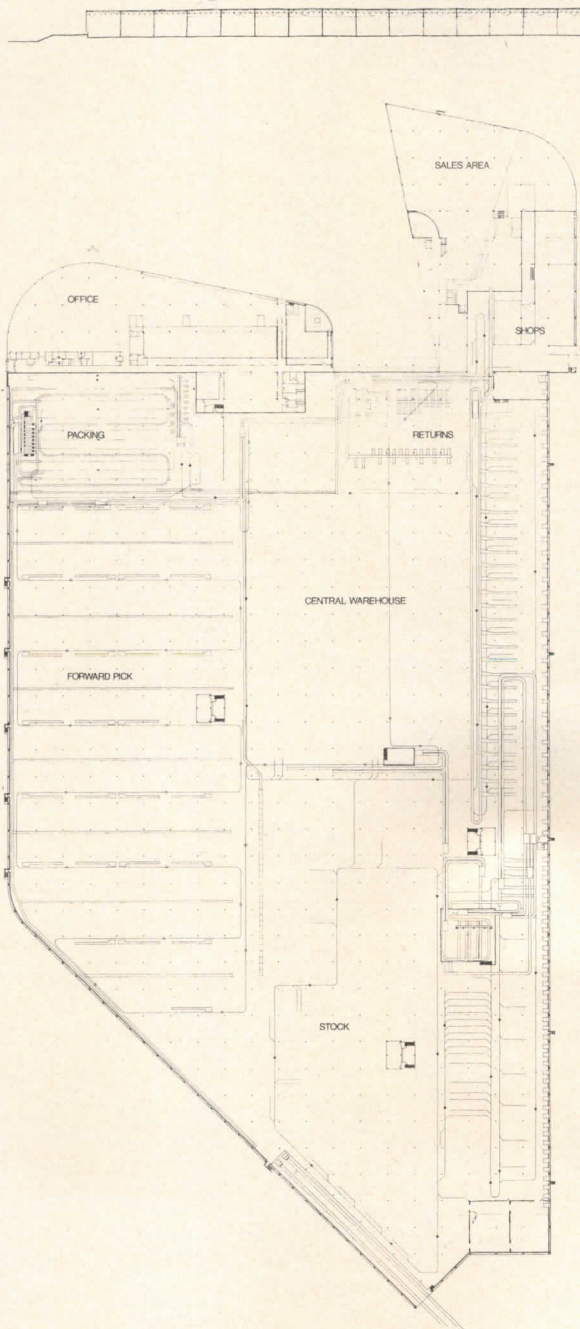 SALES AREA
OFFICE
SHOPS
PACKING
RETURNS
CENTRAL WAREHOUSE
FORWARD PICK
STOCK